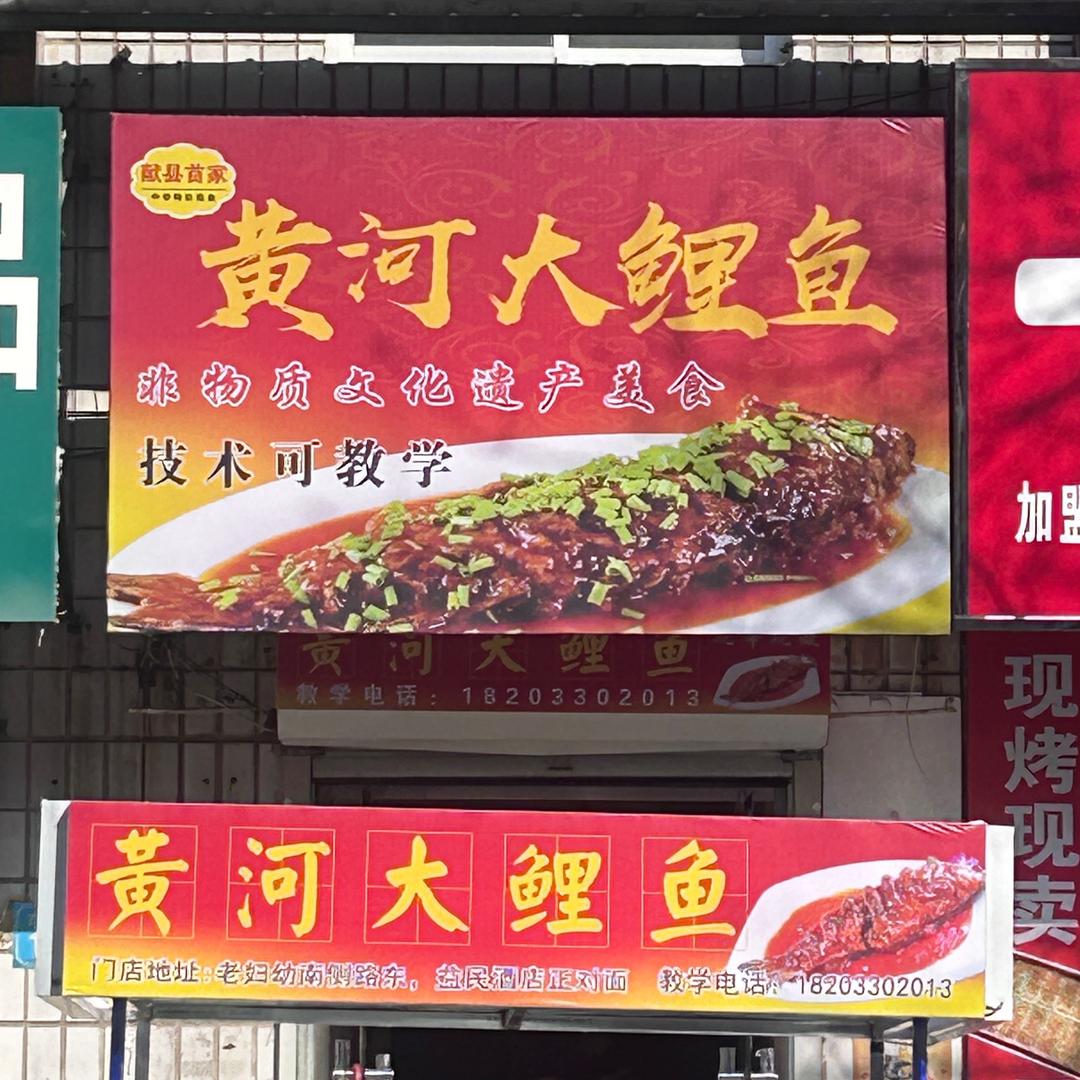 品
献县首家
黄河大鲤鱼
非物质文化遗产美食
技术可教学
黄河大鲤鱼
教学电话：18203302013
黄河大鲤鱼
门店地址：老妇幼南侧路东，益民酒店正对面 教学电话：18203302013
加盟
现烤现卖